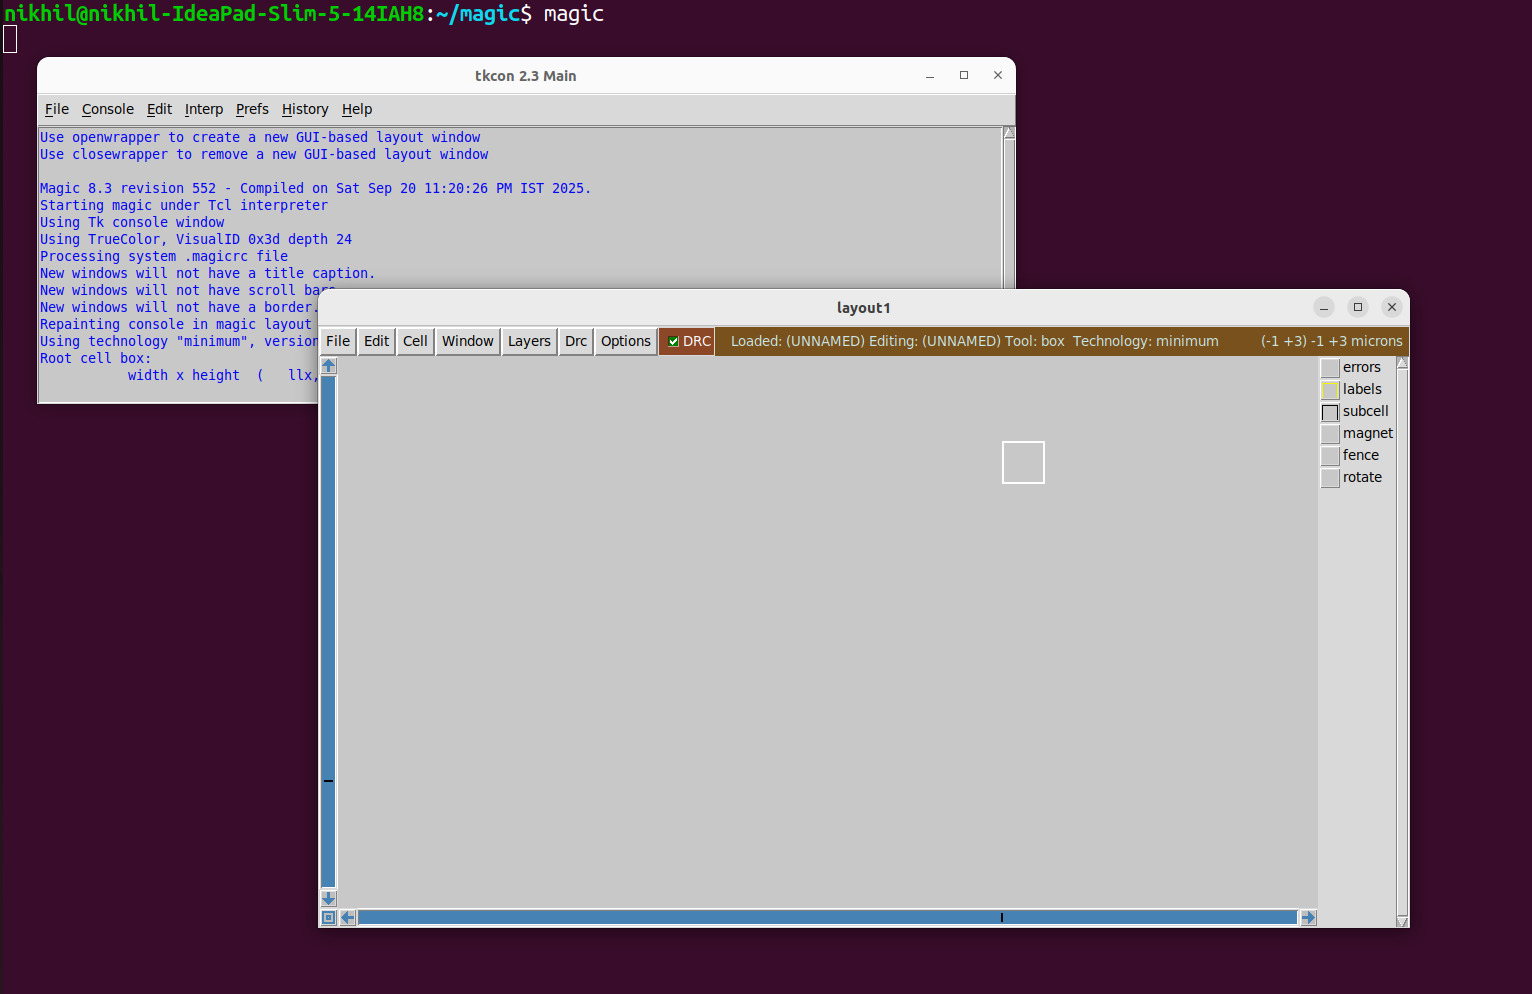 nikhil@nikhil-IdeaPad-Slim-5-14IAH8:~/magic$ magic
tkcon 2.3 Main
File Console Edit Interp Prefs History Help
Use openwrapper to create a new GUI-based layout window
Use closewrapper to remove a new GUI-based layout window
Magic 8.3 revision 552 - Compiled on Sat Sep 20 11:20:26 PM IST 2025.
Starting magic under Tcl interpreter
Using Tk console window
Using TrueColor, VisualID 0x3d depth 24
Processing system .magicrc file
New windows will not have a title caption.
New windows will not have scroll bars
New windows will not have a border.
Repainting console in magic layout
Using technology "minimum", version
Root cell box:
width x height ( llx,
layout1
File Edit Cell Window Layers Drc Options DRC Loaded: (UNNAMED) Editing: (UNNAMED) Tool: box Technology: minimum (-1 +3) -1 +3 microns
errors
labels
subcell
magnet
fence
rotate